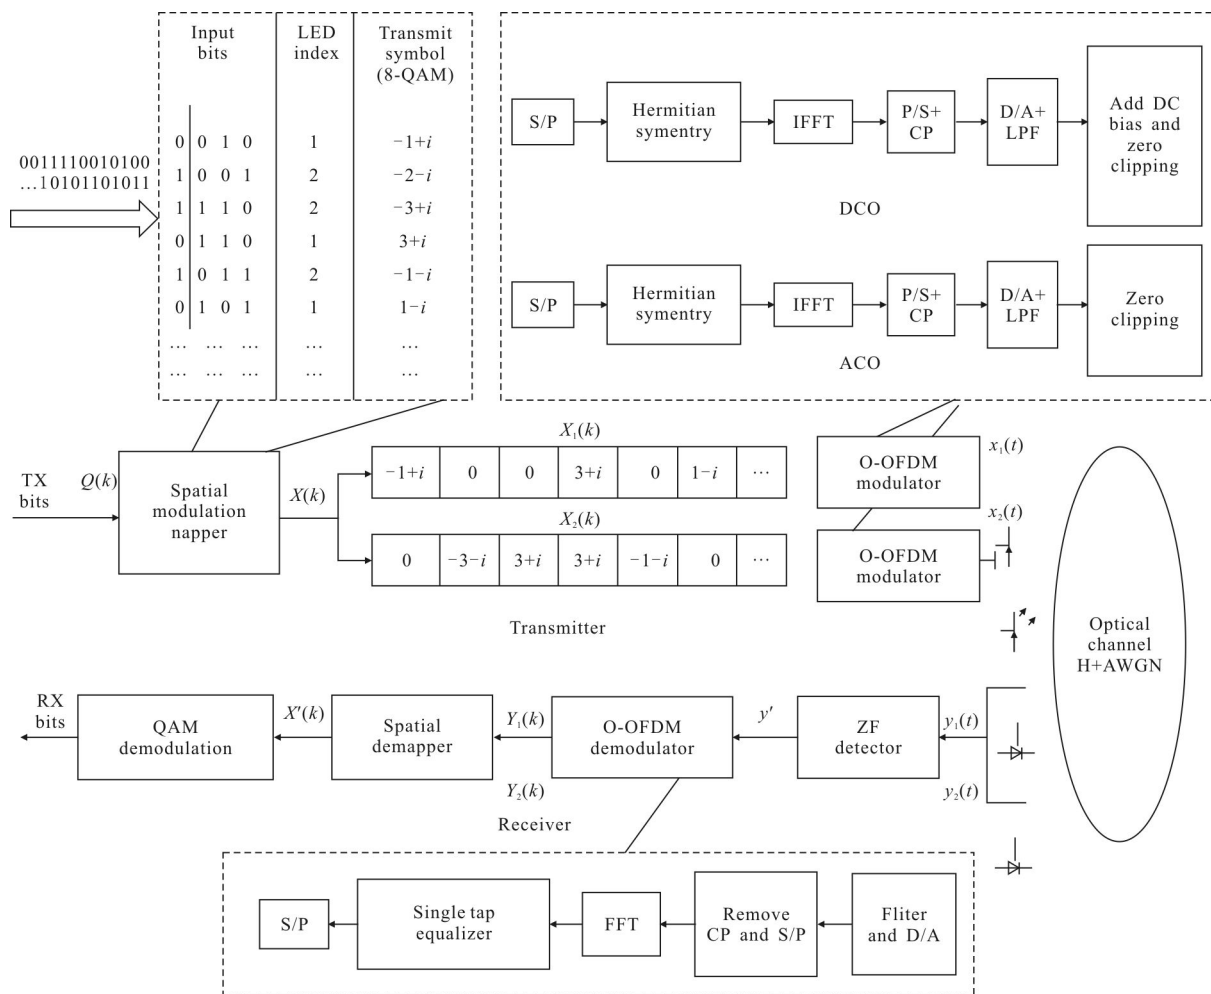 Input bits
LED index
Transmit symbol (8-QAM)
0 0 1 0 1 −1+i
1 0 0 1 2 −2−i
1 1 1 0 2 −3+i
0 1 1 0 1 3+i
1 0 1 1 2 −1−i
0 1 0 1 1 1−i
… … … … …
… … … … …
0011110010100
…10101101011
S/P
Hermitian symentry
IFFT
P/S+ CP
D/A+ LPF
Add DC bias and zero clipping
DCO
S/P
Hermitian symentry
IFFT
P/S+ CP
D/A+ LPF
Zero clipping
ACO
TX bits
Q(k)
Spatial modulation napper
X(k)
X₁(k)
−1+i 0 0 3+i 0 1−i …
X₂(k)
0 −3−i 3+i 3+i −1−i 0 …
O-OFDM modulator
x₁(t)
O-OFDM modulator
x₂(t)
Transmitter
Optical channel H+AWGN
RX bits
QAM demodulation
X′(k)
Spatial demapper
Y₁(k)
Y₂(k)
O-OFDM demodulator
y′
ZF detector
y₁(t)
y₂(t)
Receiver
S/P
Single tap equalizer
FFT
Remove CP and S/P
Fliter and D/A